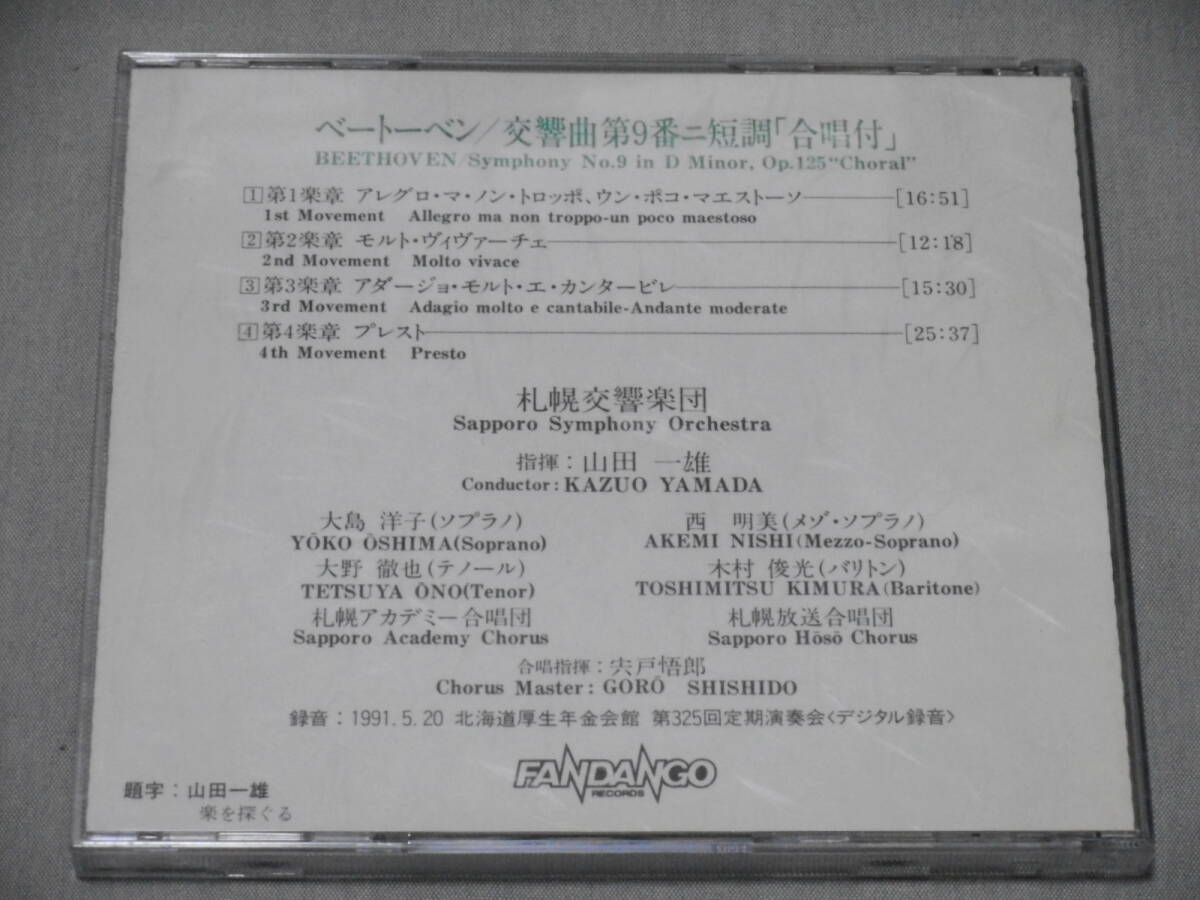 ベートーベン/交響曲第9番ニ短調「合唱付」
BEETHOVEN/Symphony No.9 in D Minor, Op.125 “Choral”
1 第1楽章 アレグロ・マ・ノン・トロッポ、ウン・ポコ・マエストーソ [16:51]
1st Movement Allegro ma non troppo-un poco maestoso
2 第2楽章 モルト・ヴィヴァーチェ [12:18]
2nd Movement Molto vivace
3 第3楽章 アダージョ・モルト・エ・カンタービレ [15:30]
3rd Movement Adagio molto e cantabile-Andante moderate
4 第4楽章 プレスト [25:37]
4th Movement Presto
札幌交響楽団
Sapporo Symphony Orchestra
指揮：山田 一雄
Conductor: KAZUO YAMADA
大島 洋子(ソプラノ) 西 明美(メゾ・ソプラノ)
YŌKO ŌSHIMA(Soprano) AKEMI NISHI(Mezzo-Soprano)
大野 徹也(テノール) 木村 俊光(バリトン)
TETSUYA ŌNO(Tenor) TOSHIMITSU KIMURA(Baritone)
札幌アカデミー合唱団 札幌放送合唱団
Sapporo Academy Chorus Sapporo Hōsō Chorus
合唱指揮：宍戸悟郎
Chorus Master: GORŌ SHISHIDO
録音：1991.5.20 北海道厚生年金会館 第325回定期演奏会〈デジタル録音〉
FANDANGO
RECORDS
題字：山田一雄
楽を探ぐる